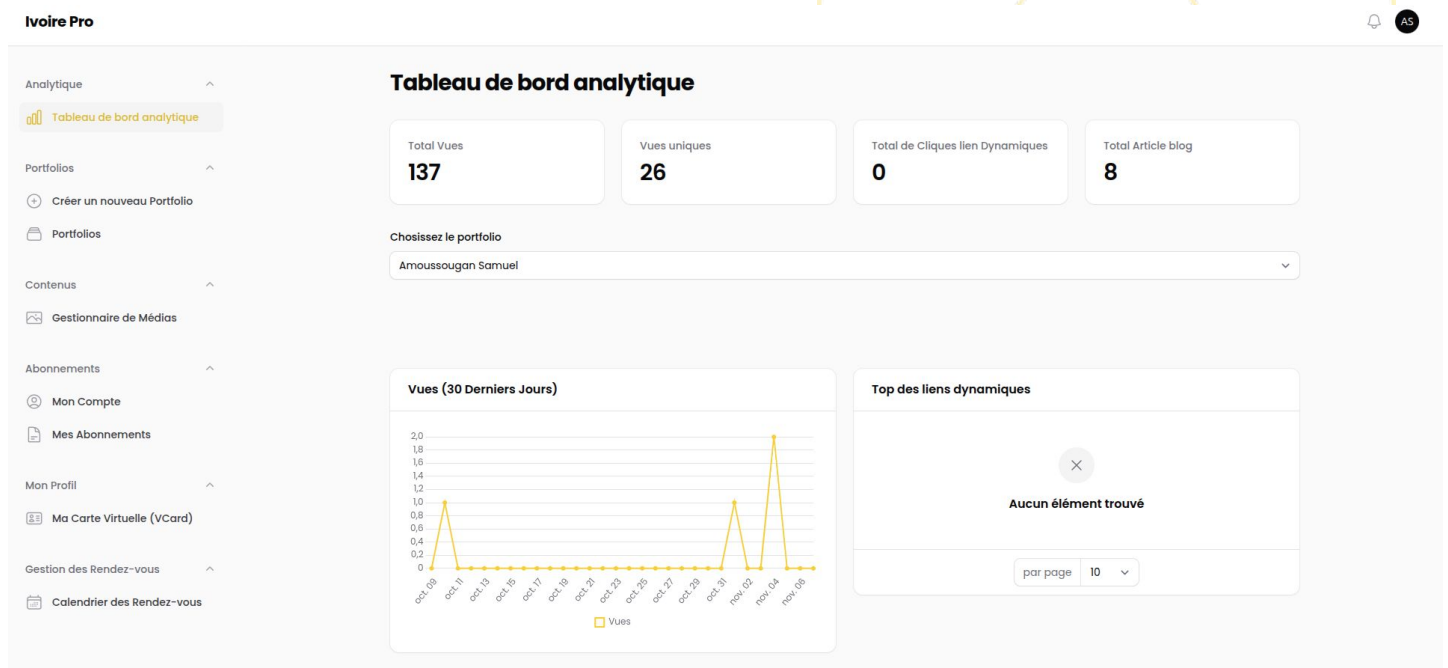 Ivoire Pro
AS
Analytique
Tableau de bord analytique
Portfolios
Créer un nouveau Portfolio
Portfolios
Contenus
Gestionnaire de Médias
Abonnements
Mon Compte
Mes Abonnements
Mon Profil
Ma Carte Virtuelle (VCard)
Gestion des Rendez-vous
Calendrier des Rendez-vous
Tableau de bord analytique
Total Vues
137
Vues uniques
26
Total de Cliques lien Dynamiques
0
Total Article blog
8
Chosissez le portfolio
Amoussougan Samuel
Vues (30 Derniers Jours)
2,0
1,8
1,6
1,4
1,2
1,0
0,8
0,6
0,4
0,2
0
oct. 09
oct. 11
oct. 13
oct. 15
oct. 17
oct. 19
oct. 21
oct. 23
oct. 25
oct. 27
oct. 29
oct. 31
nov. 02
nov. 04
nov. 06
Vues
Top des liens dynamiques
Aucun élément trouvé
par page 10